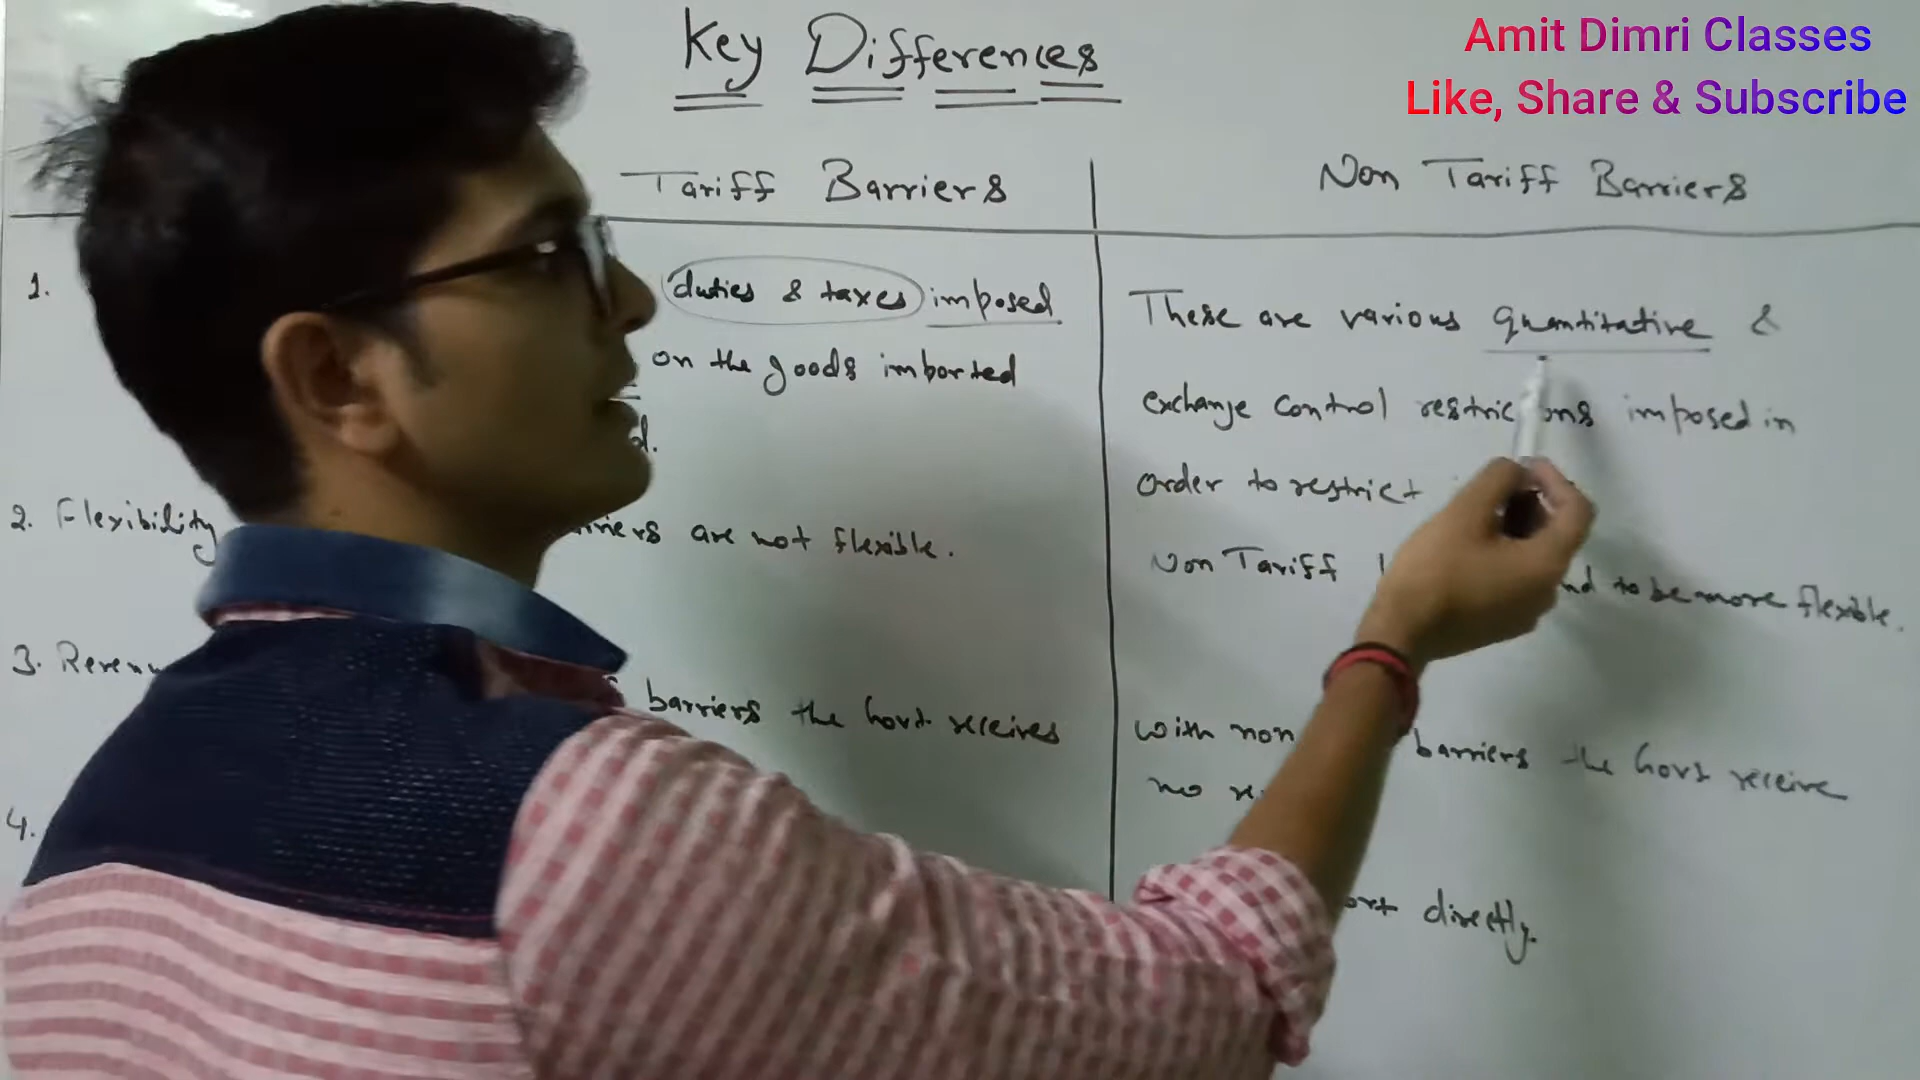 Amit Dimri Classes
Like, Share & Subscribe
Key Differences
Tariff Barriers
Non Tariff Barriers
1.
duties & taxes imposed
on the goods imported
d.
These are various quantitative &
exchange control restrictions imposed in
order to restrict
2. Flexibility
are not flexible.
Non Tariff
to be more flexible.
3.
barriers the Govt. receives
with non
barriers the Govt receive
no
4.
directly.